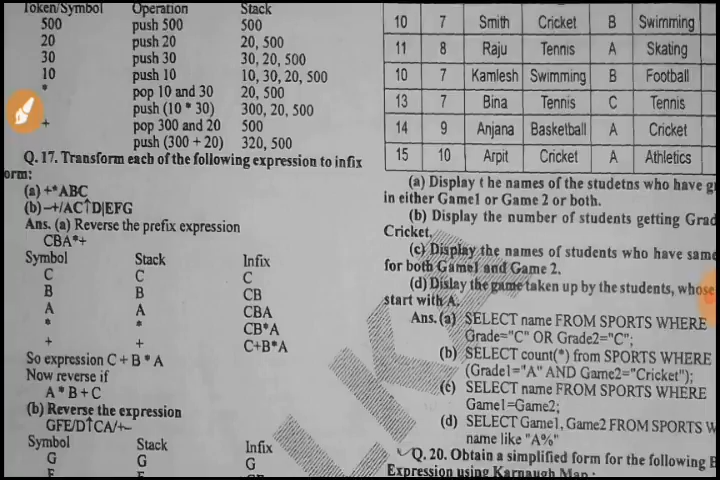 Token/Symbol Operation Stack
500 push 500 500
20 push 20 20, 500
30 push 30 30, 20, 500
10 push 10 10, 30, 20, 500
* pop 10 and 30 20, 500
push (10 * 30) 300, 20, 500
+ pop 300 and 20 500
push (300 + 20) 320, 500
Q. 17. Transform each of the following expression to infix
orm:
(a) +*ABC
(b) –+/AC↑D|EFG
Ans. (a) Reverse the prefix expression
CBA*+
Symbol Stack Infix
C C C
B B CB
A A CBA
* * CB*A
+ + C+B*A
So expression C + B * A
Now reverse if
A * B + C
(b) Reverse the expression
GFE/D↑CA/+–
Symbol Stack Infix
G G G
F
10 7 Smith Cricket B Swimming
11 8 Raju Tennis A Skating
10 7 Kamlesh Swimming B Football
13 7 Bina Tennis C Tennis
14 9 Anjana Basketball A Cricket
15 10 Arpit Cricket A Athletics
(a) Display t he names of the studetns who have g
in either Game1 or Game 2 or both.
(b) Display the number of students getting Grad
Cricket.
(c) Display the names of students who have same
for both Game1 and Game 2.
(d) Dislay the game taken up by the students, whose
start with A.
Ans. (a) SELECT name FROM SPORTS WHERE
Grade="C" OR Grade2="C";
(b) SELECT count(*) from SPORTS WHERE
(Grade1="A" AND Game2="Cricket");
(c) SELECT name FROM SPORTS WHERE
Game1=Game2;
(d) SELECT Game1, Game2 FROM SPORTS W
name like "A%"
Q. 20. Obtain a simplified form for the following B
Expression using Karnaugh Map :